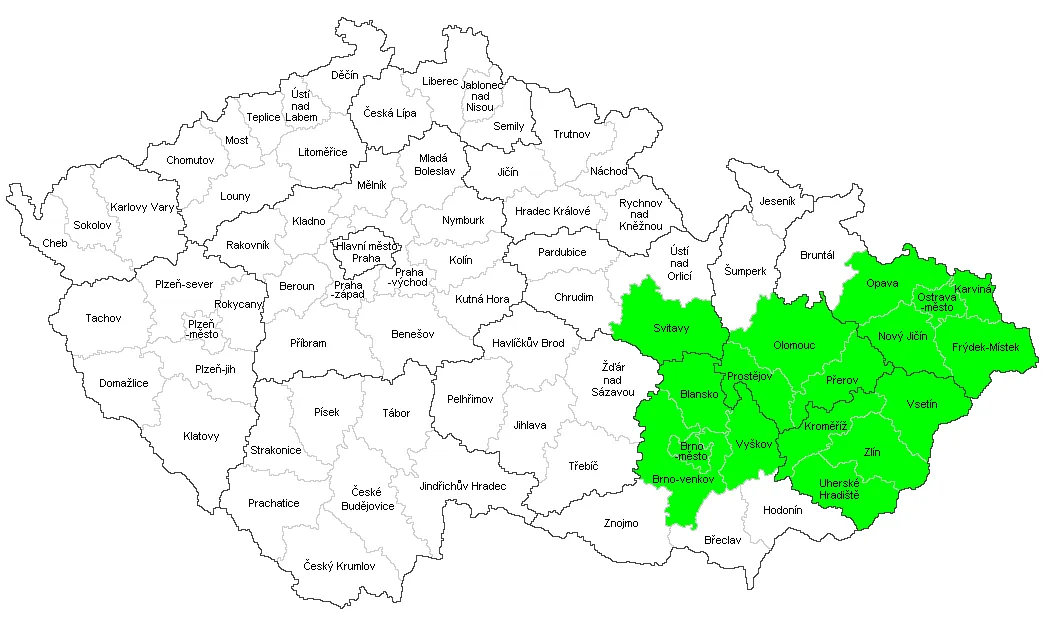 Děčín
Liberec
Jablonec
nad
Nisou
Ústí
nad
Labem
Teplice
Česká Lípa
Semily
Trutnov
Most
Litoměřice
Chomutov
Mladá
Boleslav
Jičín
Náchod
Mělník
Louny
Karlovy Vary
Sokolov
Cheb
Kladno
Nymburk
Hradec Králové
Rychnov
nad
Kněžnou
Jeseník
Rakovník
Hlavní město
Praha
Kolín
Pardubice
Ústí
nad
Orlicí
Šumperk
Bruntál
Plzeň-sever
Beroun
Praha
-západ
Praha
-východ
Kutná Hora
Chrudim
Opava
Karviná
Ostrava
-město
Rokycany
Tachov
Plzeň
-město
Příbram
Benešov
Havlíčkův Brod
Svitavy
Olomouc
Nový Jičín
Frýdek-Místek
Plzeň-jih
Domažlice
Žďár
nad
Sázavou
Prostějov
Přerov
Blansko
Pelhřimov
Vsetín
Písek
Tábor
Jihlava
Kroměříž
Klatovy
Strakonice
Brno
-město
Vyškov
Zlín
Třebíč
Brno-venkov
Uherské
Hradiště
Jindřichův Hradec
Prachatice
České
Budějovice
Znojmo
Hodonín
Břeclav
Český Krumlov